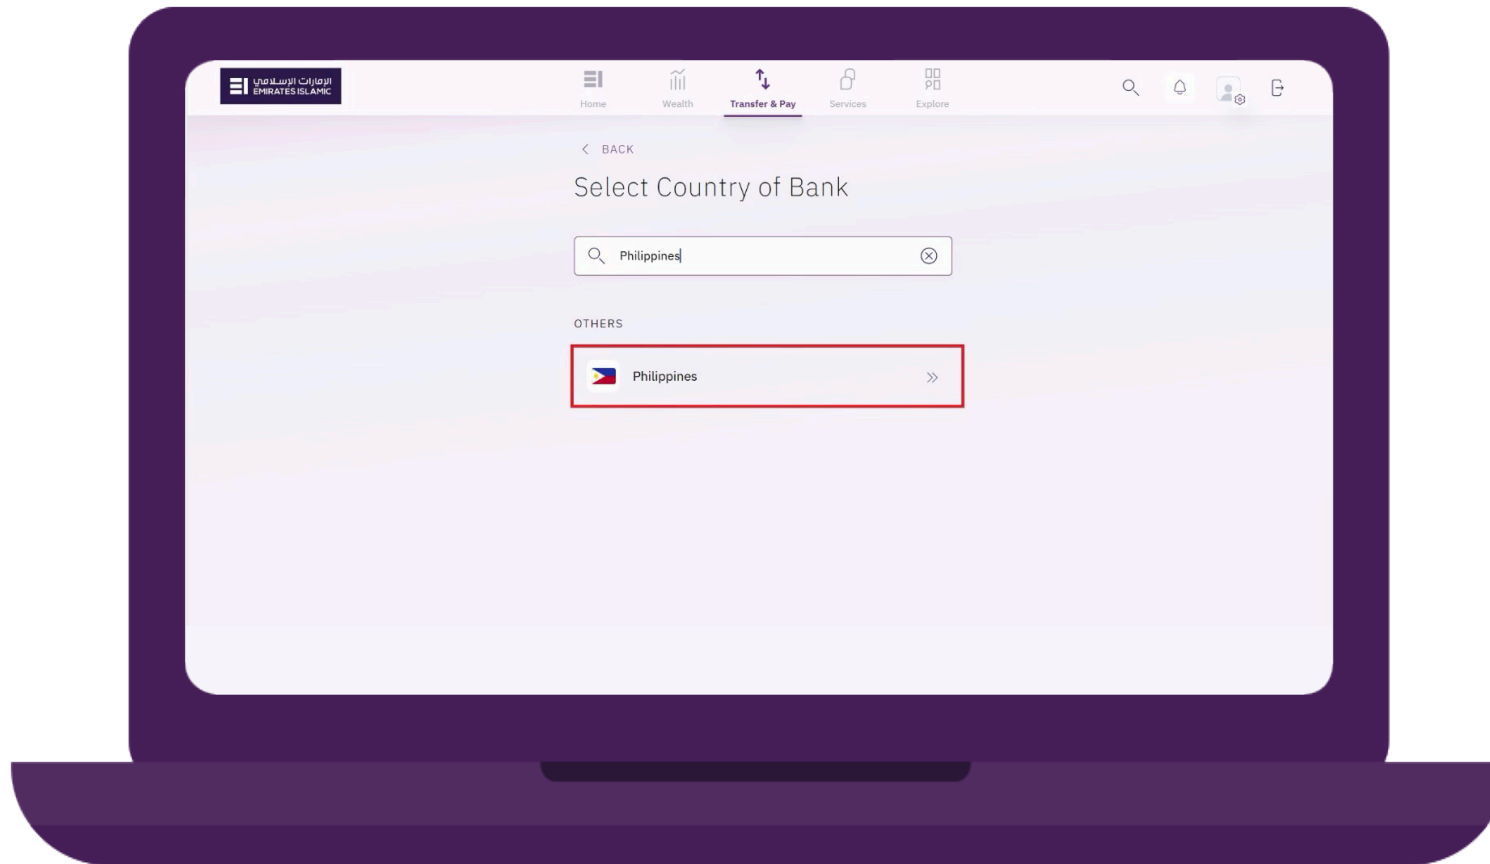 الإمارات الإسلامي
EMIRATES ISLAMIC
Home
Wealth
Transfer & Pay
Services
Explore
BACK
Select Country of Bank
Philippines
OTHERS
Philippines